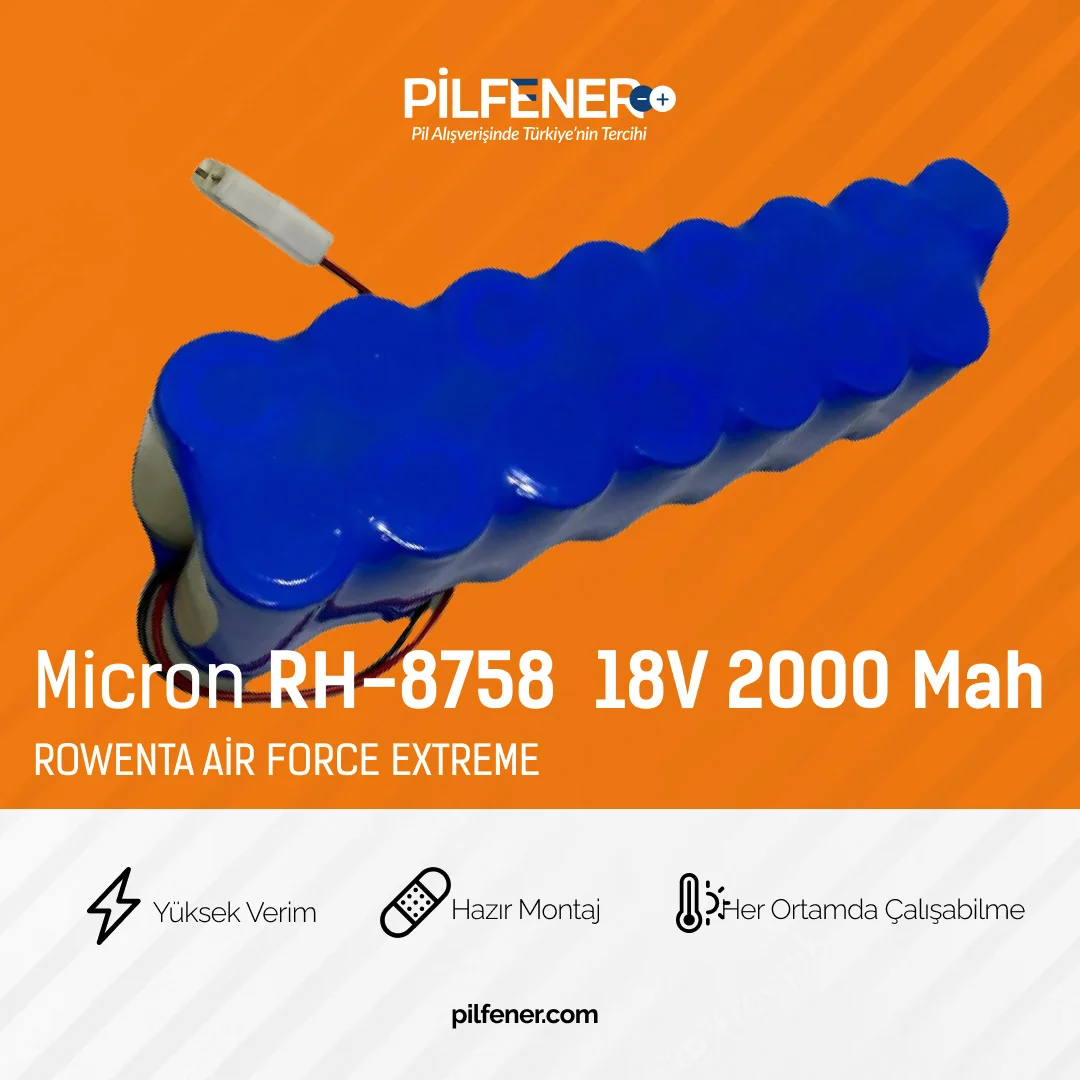 PİLFENER - +
Pil Alışverişinde Türkiye'nin Tercihi
Micron RH-8758 18V 2000 Mah
ROWENTA AİR FORCE EXTREME
Yüksek Verim
Hazır Montaj
Her Ortamda Çalışabilme
pilfener.com